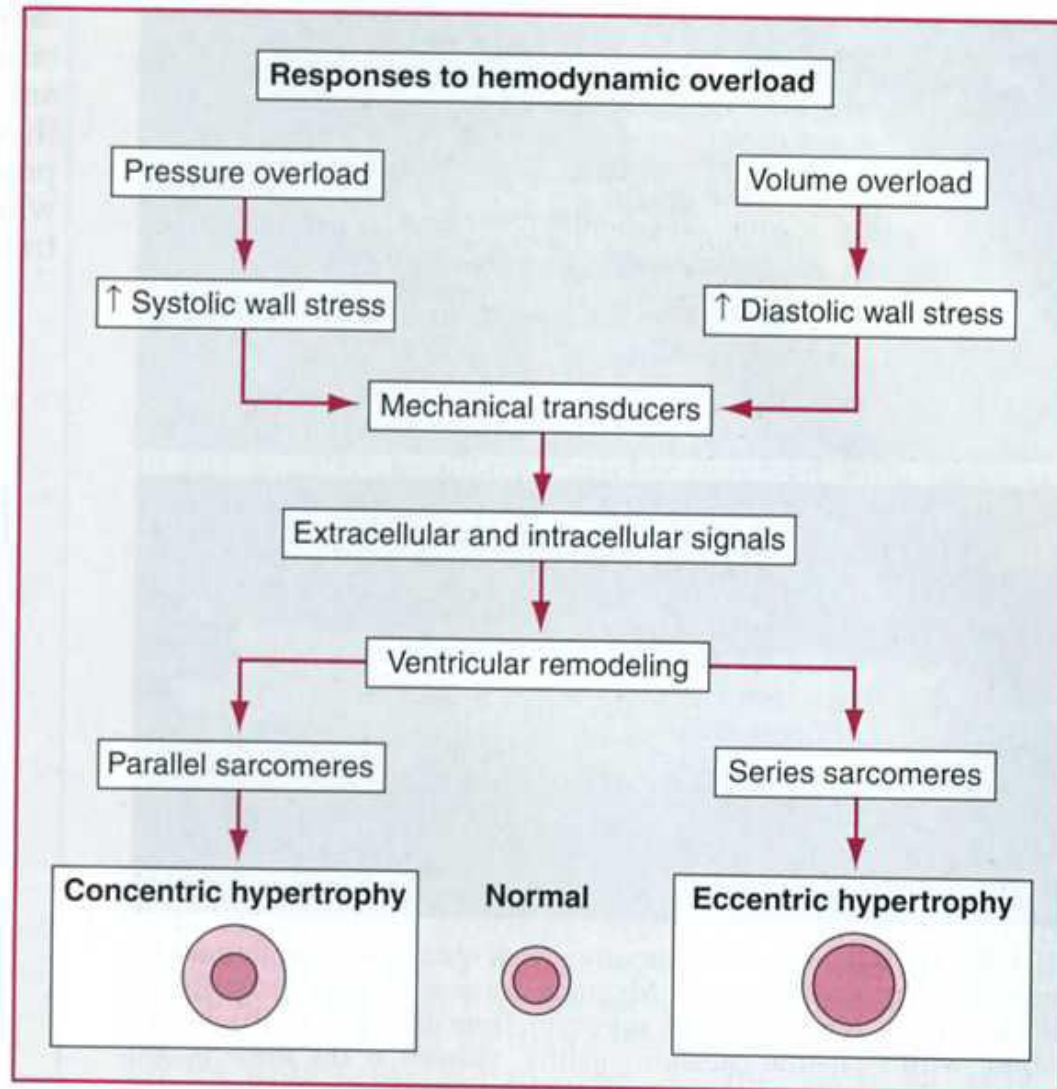 Responses to hemodynamic overload
Pressure overload
Volume overload
↑ Systolic wall stress
↑ Diastolic wall stress
Mechanical transducers
Extracellular and intracellular signals
Ventricular remodeling
Parallel sarcomeres
Series sarcomeres
Concentric hypertrophy
Normal
Eccentric hypertrophy